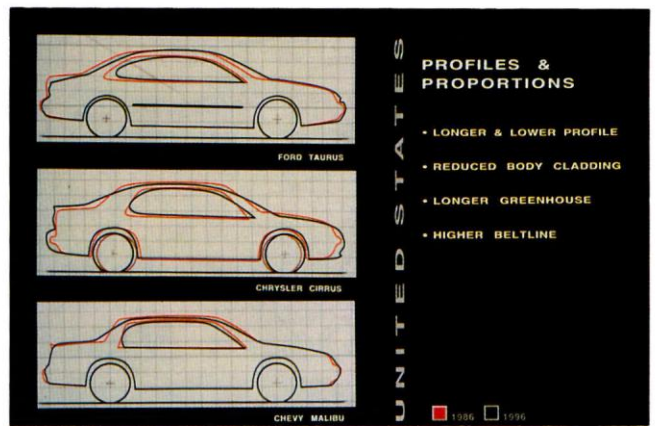 FORD TAURUS
CHRYSLER CIRRUS
CHEVY MALIBU
UNITED STATES
PROFILES &
PROPORTIONS
• LONGER & LOWER PROFILE
• REDUCED BODY CLADDING
• LONGER GREENHOUSE
• HIGHER BELTLINE
1986 1996